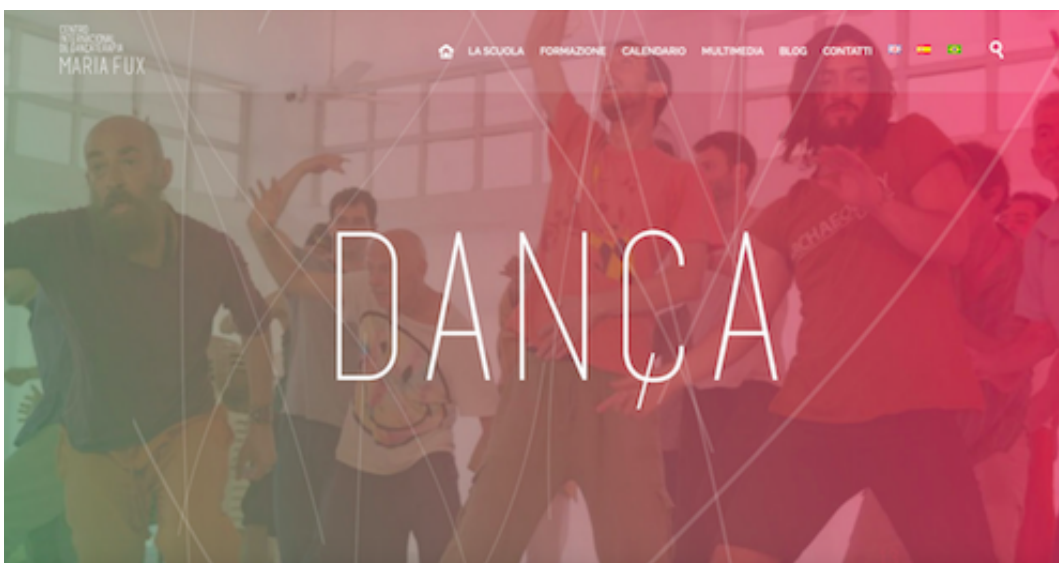 CENTRO
INTERNACIONAL
DE DANÇATERAPIA
MARIA FUX
LA SCUOLA FORMAZIONE CALENDARIO MULTIMEDIA BLOG CONTATTI
DANÇA